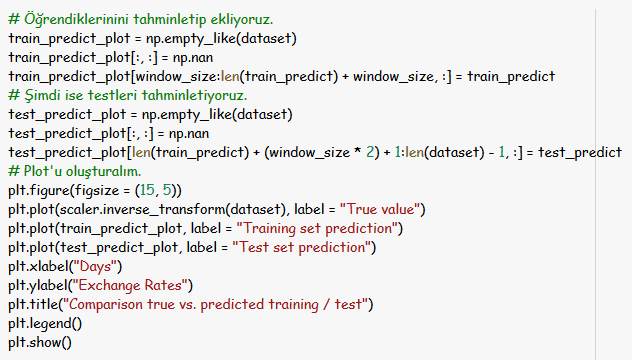 # Öğrendiklerinini tahminletip ekliyoruz.
train_predict_plot = np.empty_like(dataset)
train_predict_plot[:, :] = np.nan
train_predict_plot[window_size:len(train_predict) + window_size, :] = train_predict
# Şimdi ise testleri tahminletiyoruz.
test_predict_plot = np.empty_like(dataset)
test_predict_plot[:, :] = np.nan
test_predict_plot[len(train_predict) + (window_size * 2) + 1:len(dataset) - 1, :] = test_predict
# Plot'u oluşturalım.
plt.figure(figsize = (15, 5))
plt.plot(scaler.inverse_transform(dataset), label = "True value")
plt.plot(train_predict_plot, label = "Training set prediction")
plt.plot(test_predict_plot, label = "Test set prediction")
plt.xlabel("Days")
plt.ylabel("Exchange Rates")
plt.title("Comparison true vs. predicted training / test")
plt.legend()
plt.show()